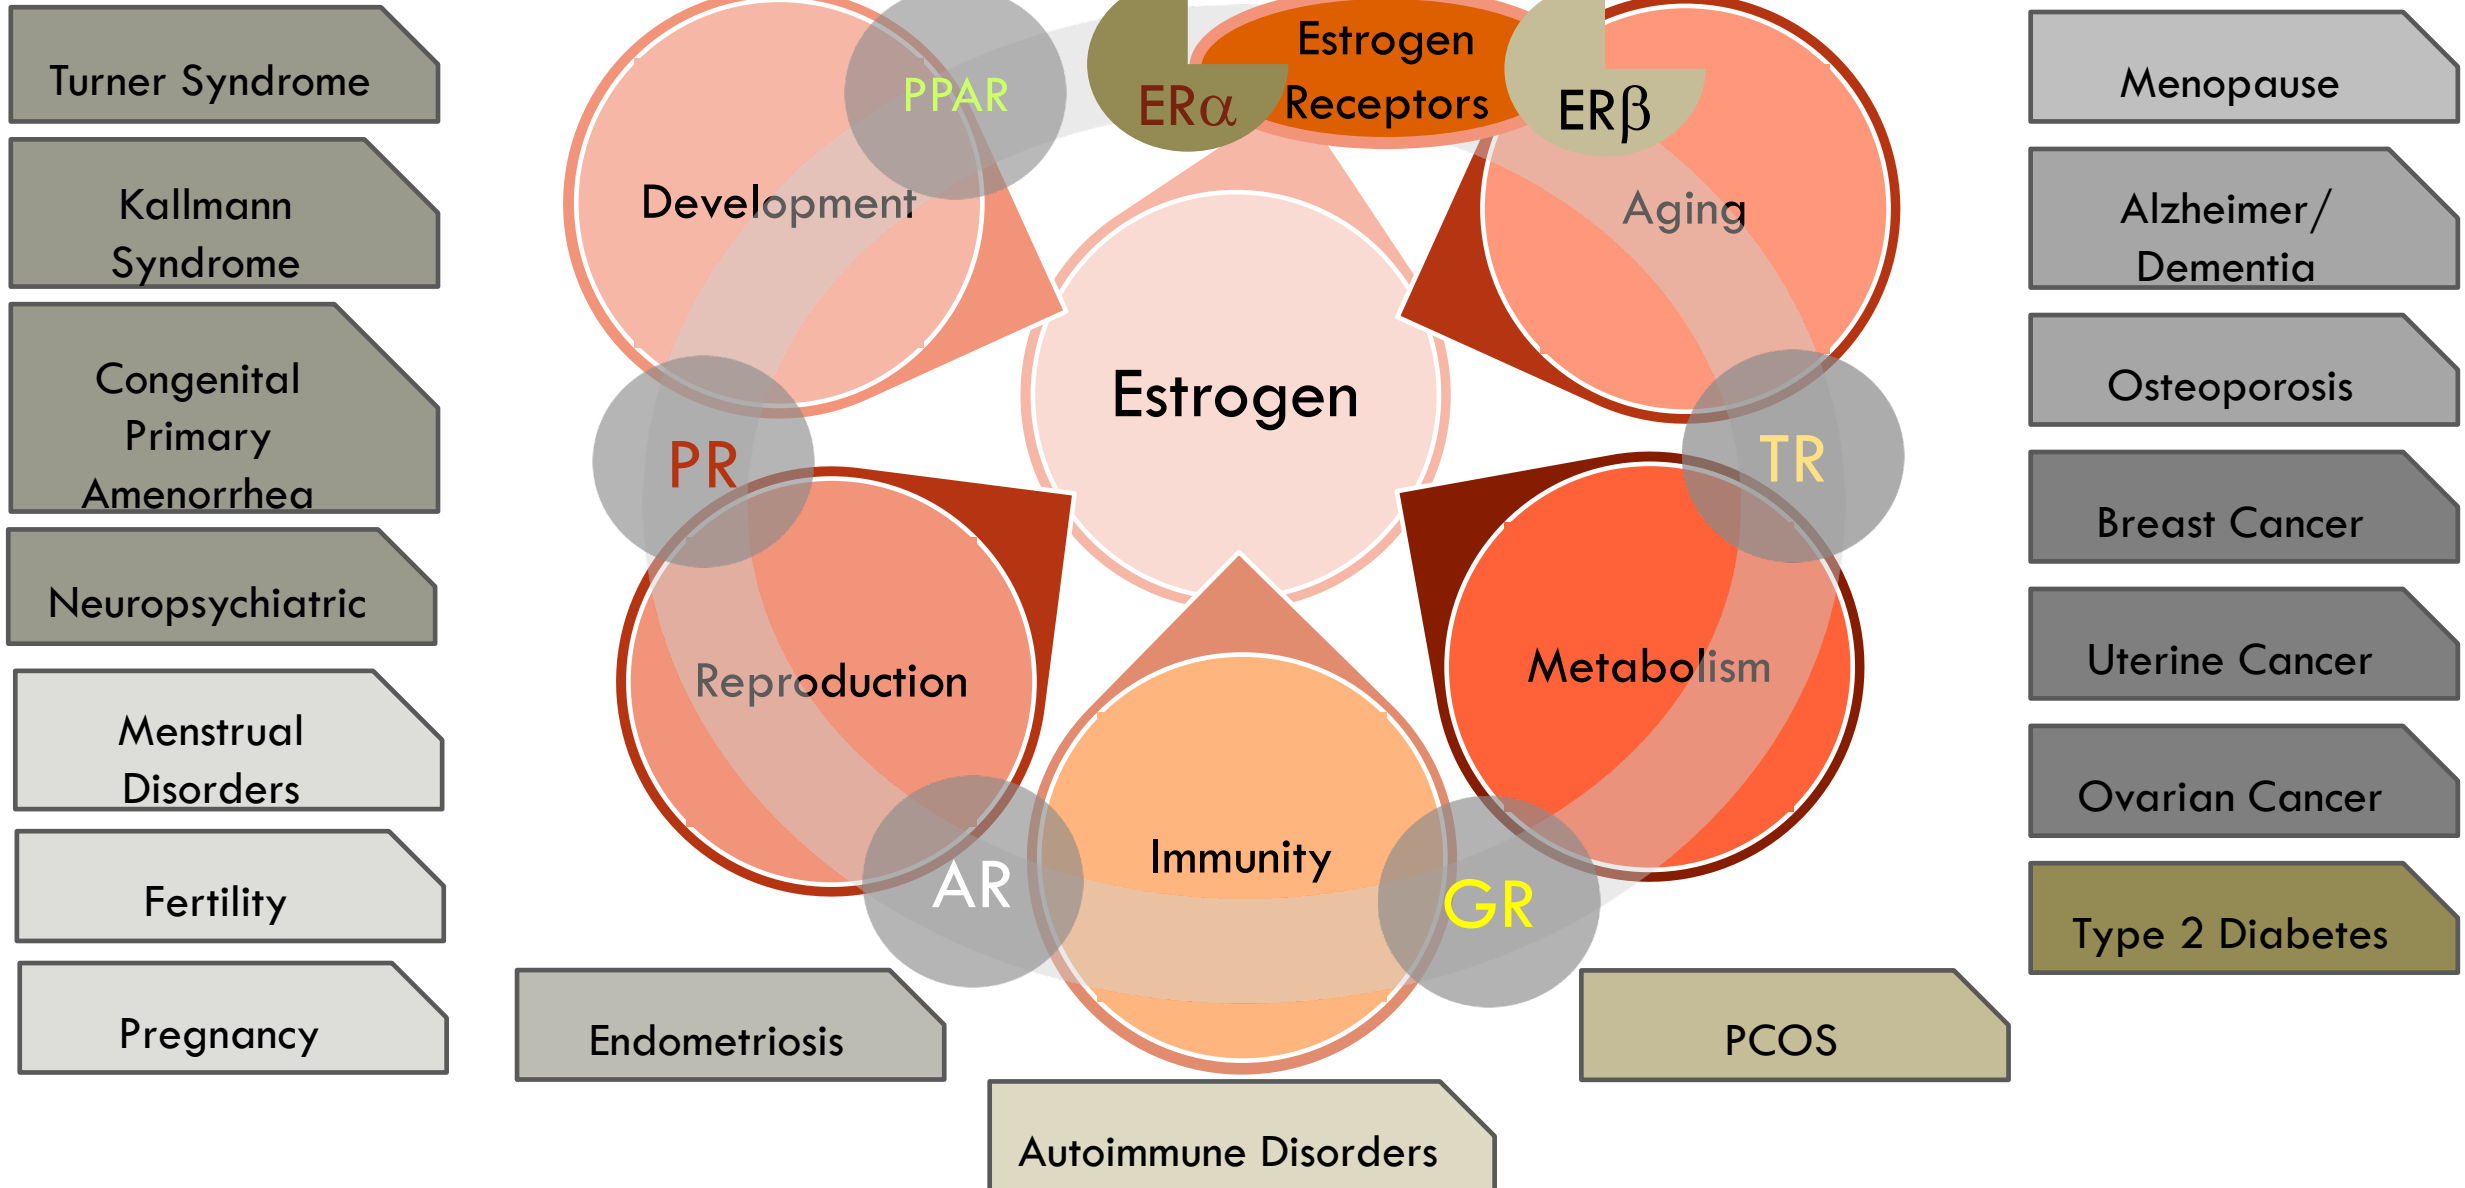 Turner Syndrome
Kallmann
Syndrome
Congenital
Primary
Amenorrhea
Neuropsychiatric
Menstrual
Disorders
Fertility
Pregnancy
Development
PPAR
ERα
Estrogen
Receptors
ERβ
Aging
Estrogen
PR
TR
Reproduction
Metabolism
AR
Immunity
GR
Endometriosis
Autoimmune Disorders
PCOS
Menopause
Alzheimer/
Dementia
Osteoporosis
Breast Cancer
Uterine Cancer
Ovarian Cancer
Type 2 Diabetes